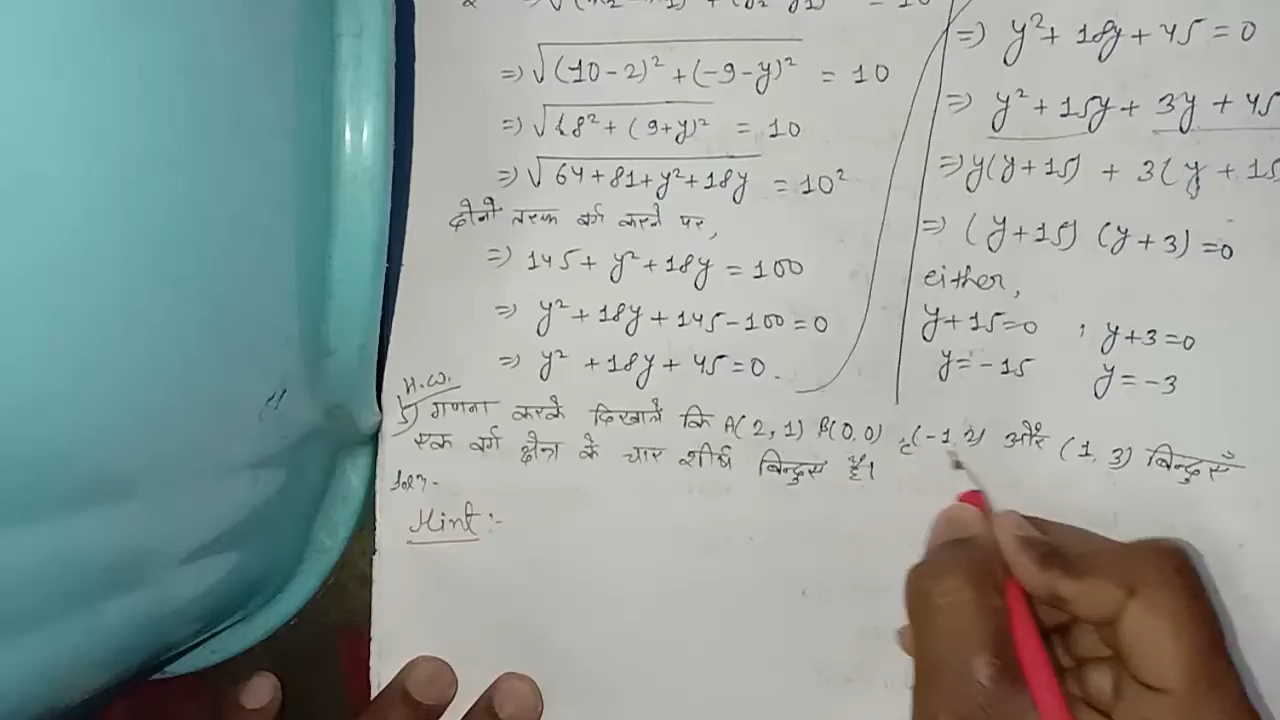 =) √(10-2)² + (-9-y)² = 10
=) √18² + (9+y)² = 10
=) √64+81+y²+18y = 10²
दोनो तरफ वर्ग करने पर,
=) 145 + y² + 18y = 100
=) y² + 18y + 145 - 100 = 0
=) y² + 18y + 45 = 0.
H.W.
5) गणना करके दिखाले कि A(2,1) B(0,0) C(-1,2) और (1,3) बिन्दुएँ
एक वर्ग क्षेत्र के चार शीर्ष बिन्दुएँ हैं।
Soln-
Hint :-
=) y² + 18y + 45 = 0
=) y² + 15y + 3y + 45
=) y(y+15) + 3(y + 15
=) (y+15) (y+3) = 0
either,
y+15=0 , y+3=0
y = -15 y = -3